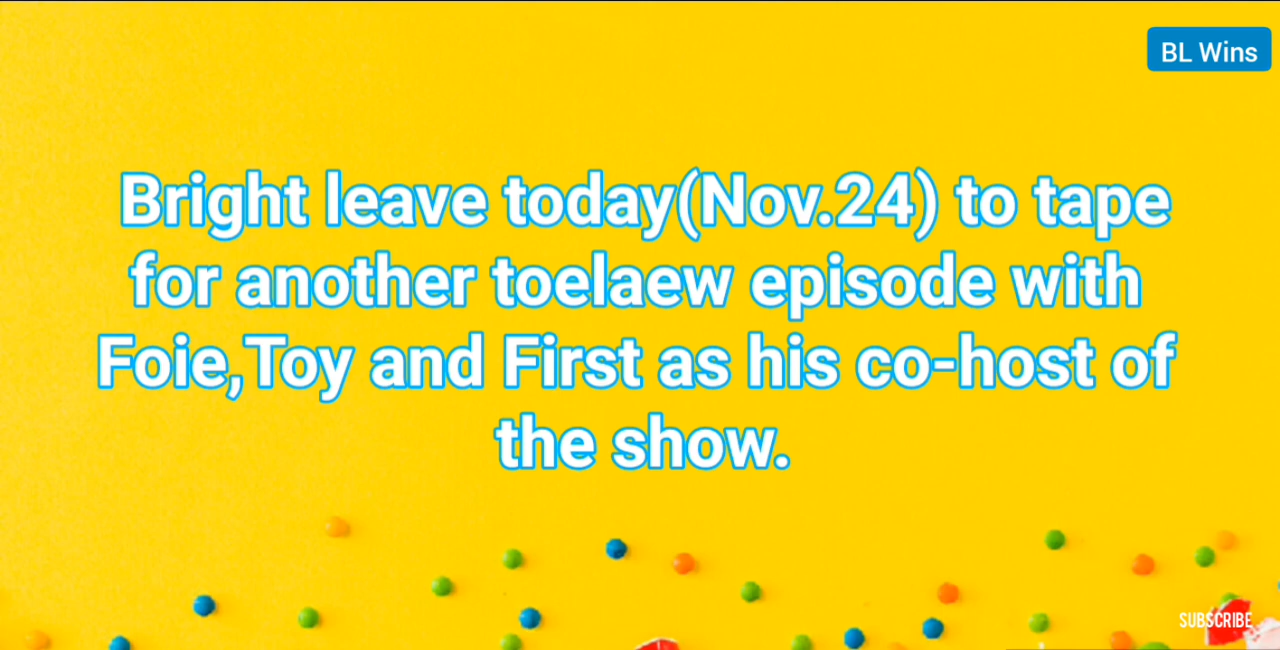 BL Wins
Bright leave today(Nov.24) to tape
for another toelaew episode with
Foie,Toy and First as his co-host of
the show.
SUBSCRIBE